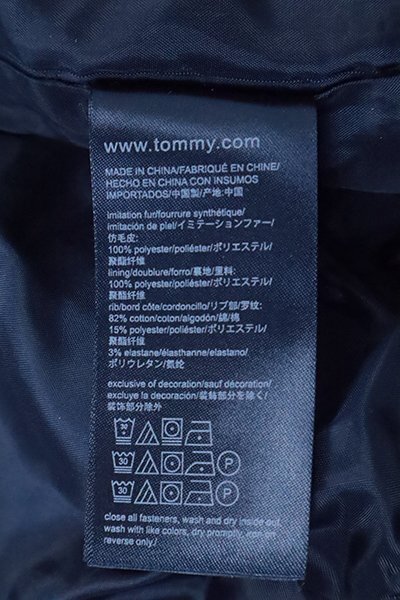 www.tommy.com
MADE IN CHINA/FABRIQUÉ EN CHINE/
HECHO EN CHINA CON INSUMOS
IMPORTADOS/中国製/产地:中国
imitation fur/fourrure synthétique/
imitación de piel/イミテーションファー/
仿毛皮:
100% polyester/poliéster/ポリエステル/
聚酯纤维
lining/doublure/forro/裏地/里料:
100% polyester/poliéster/ポリエステル/
聚酯纤维
rib/bord côte/cordoncillo/リブ部/罗纹:
82% cotton/coton/algodón/綿/棉
15% polyester/poliéster/ポリエステル/
聚酯纤维
3% elastane/élasthanne/elastano/
ポリウレタン/氨纶
exclusive of decoration/sauf décoration/
excluye la decoración/装飾部分を除く/
装饰部分除外
30
30 P
30 P
close all fasteners, wash and dry inside out,
wash with like colors, dry promptly, iron on
reverse only./